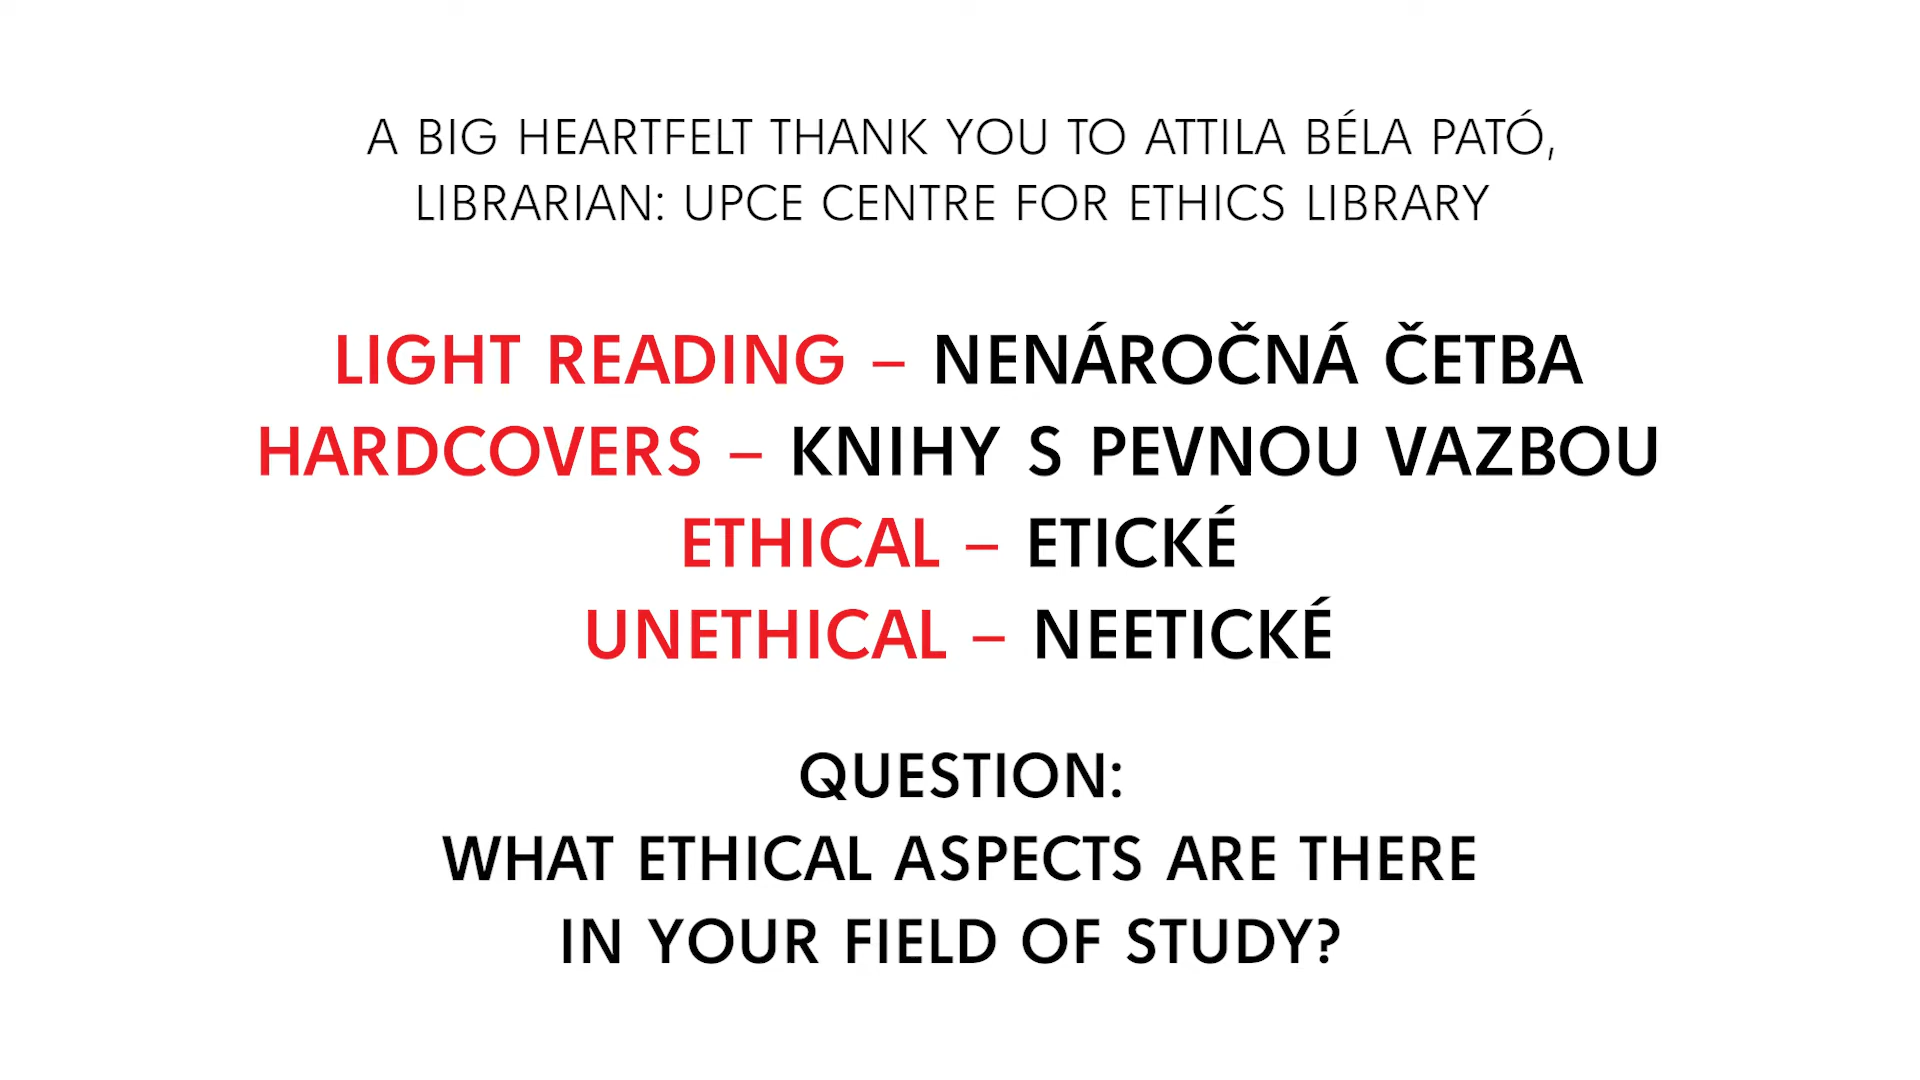 A BIG HEARTFELT THANK YOU TO ATTILA BÉLA PATÓ,
LIBRARIAN: UPCE CENTRE FOR ETHICS LIBRARY
LIGHT READING – NENÁROČNÁ ČETBA
HARDCOVERS – KNIHY S PEVNOU VAZBOU
ETHICAL – ETICKÉ
UNETHICAL – NEETICKÉ
QUESTION:
WHAT ETHICAL ASPECTS ARE THERE
IN YOUR FIELD OF STUDY?